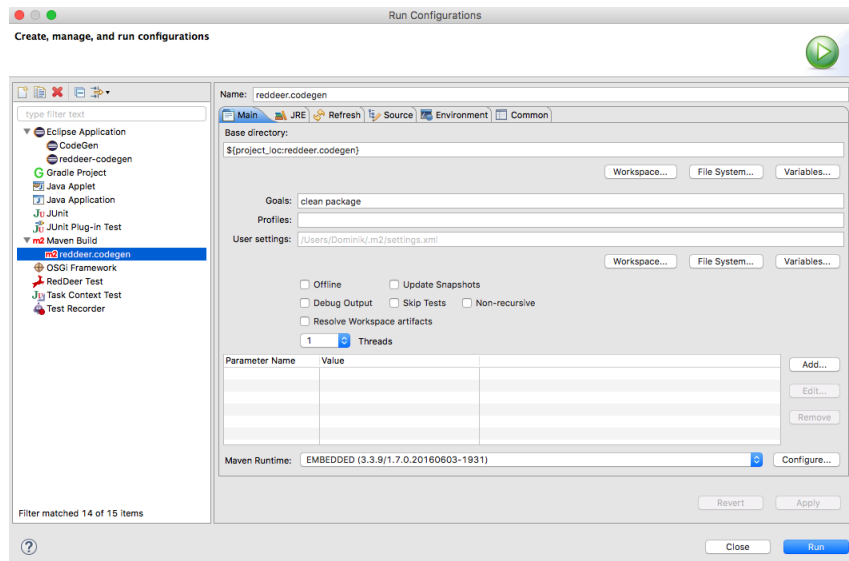 Run Configurations
Create, manage, and run configurations
type filter text
Eclipse Application
CodeGen
reddeer-codegen
Gradle Project
Java Applet
Java Application
JUnit
JUnit Plug-in Test
Maven Build
reddeer.codegen
OSGi Framework
RedDeer Test
Task Context Test
Test Recorder
Filter matched 14 of 15 items
Name: reddeer.codegen
Main JRE Refresh Source Environment Common
Base directory:
${project_loc:reddeer.codegen}
Workspace... File System... Variables...
Goals: clean package
Profiles:
User settings: /Users/Dominik/.m2/settings.xml
Workspace... File System... Variables...
Offline Update Snapshots
Debug Output Skip Tests Non-recursive
Resolve Workspace artifacts
1 Threads
Parameter Name Value
Add...
Edit...
Remove
Maven Runtime: EMBEDDED (3.3.9/1.7.0.20160603-1931) Configure...
Revert Apply
Close Run